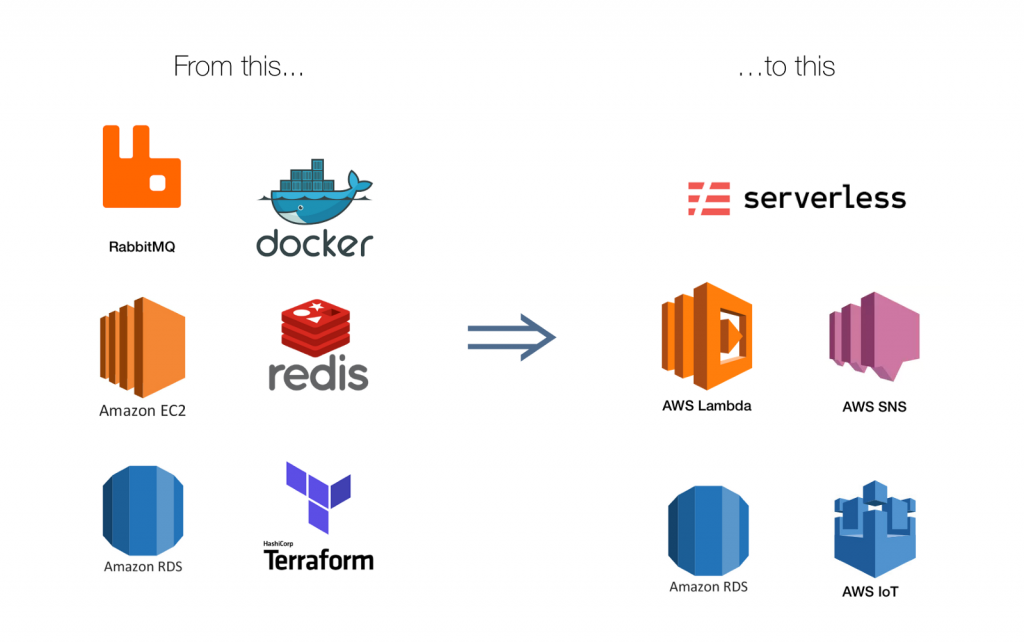 From this...
...to this
RabbitMQ
docker
serverless
Amazon EC2
redis
AWS Lambda
AWS SNS
Amazon RDS
HashiCorp
Terraform
Amazon RDS
AWS IoT